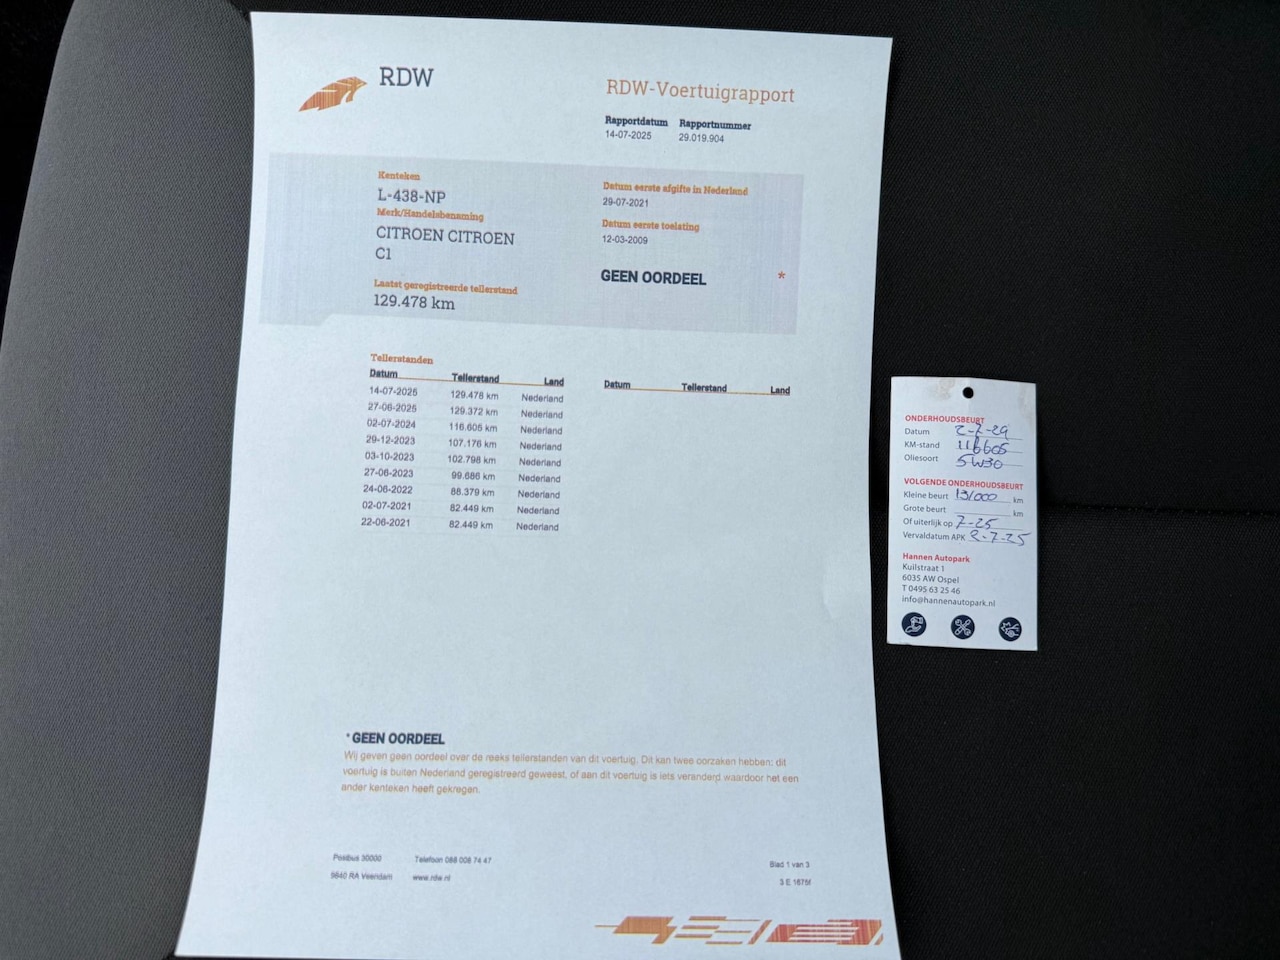 RDW
RDW-Voertuigrapport
Rapportdatum Rapportnummer
14-07-2025 29.019.904
Kenteken
L-438-NP
Merk/Handelsbenaming
CITROEN CITROEN
C1
Laatst geregistreerde tellerstand
129.478 km
Datum eerste afgifte in Nederland
29-07-2021
Datum eerste toelating
12-03-2009
GEEN OORDEEL *
Tellerstanden
Datum Tellerstand Land
14-07-2025 129.478 km Nederland
27-06-2025 129.372 km Nederland
02-07-2024 116.605 km Nederland
29-12-2023 107.176 km Nederland
03-10-2023 102.798 km Nederland
27-06-2023 99.686 km Nederland
24-06-2022 88.379 km Nederland
02-07-2021 82.449 km Nederland
22-06-2021 82.449 km Nederland
Datum Tellerstand Land
* GEEN OORDEEL
Wij geven geen oordeel over de reeks tellerstanden van dit voertuig. Dit kan twee oorzaken hebben: dit
voertuig is buiten Nederland geregistreerd geweest, of aan dit voertuig is iets veranderd waardoor het een
ander kenteken heeft gekregen.
Postbus 30000 Telefoon 088 008 74 47
9640 RA Veendam www.rdw.nl
Blad 1 van 3
3 E 1675f
ONDERHOUDSBEURT
Datum 2-7-24
KM-stand 116605
Oliesoort 5W30
VOLGENDE ONDERHOUDSBEURT
Kleine beurt 131000 km
Grote beurt km
Of uiterlijk op 7-25
Vervaldatum APK 2-7-25
Hannen Autopark
Kuilstraat 1
6035 AW Ospel
T 0495 63 25 46
info@hannenautopark.nl